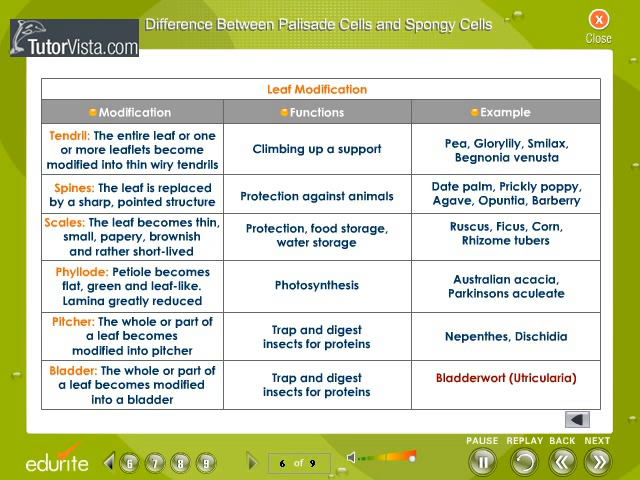 Difference Between Palisade Cells and Spongy Cells
TutorVista.com
Close
Leaf Modification
Modification
Functions
Example
Tendril: The entire leaf or one
or more leaflets become
modified into thin wiry tendrils
Climbing up a support
Pea, Glorylily, Smilax,
Begnonia venusta
Spines: The leaf is replaced
by a sharp, pointed structure
Protection against animals
Date palm, Prickly poppy,
Agave, Opuntia, Barberry
Scales: The leaf becomes thin,
small, papery, brownish
and rather short-lived
Protection, food storage,
water storage
Ruscus, Ficus, Corn,
Rhizome tubers
Phyllode: Petiole becomes
flat, green and leaf-like.
Lamina greatly reduced
Photosynthesis
Australian acacia,
Parkinsons aculeate
Pitcher: The whole or part of
a leaf becomes
modified into pitcher
Trap and digest
insects for proteins
Nepenthes, Dischidia
Bladder: The whole or part of
a leaf becomes modified
into a bladder
Trap and digest
insects for proteins
Bladderwort (Utricularia)
PAUSE REPLAY BACK NEXT
edurite
6 7 8 9
6 of 9